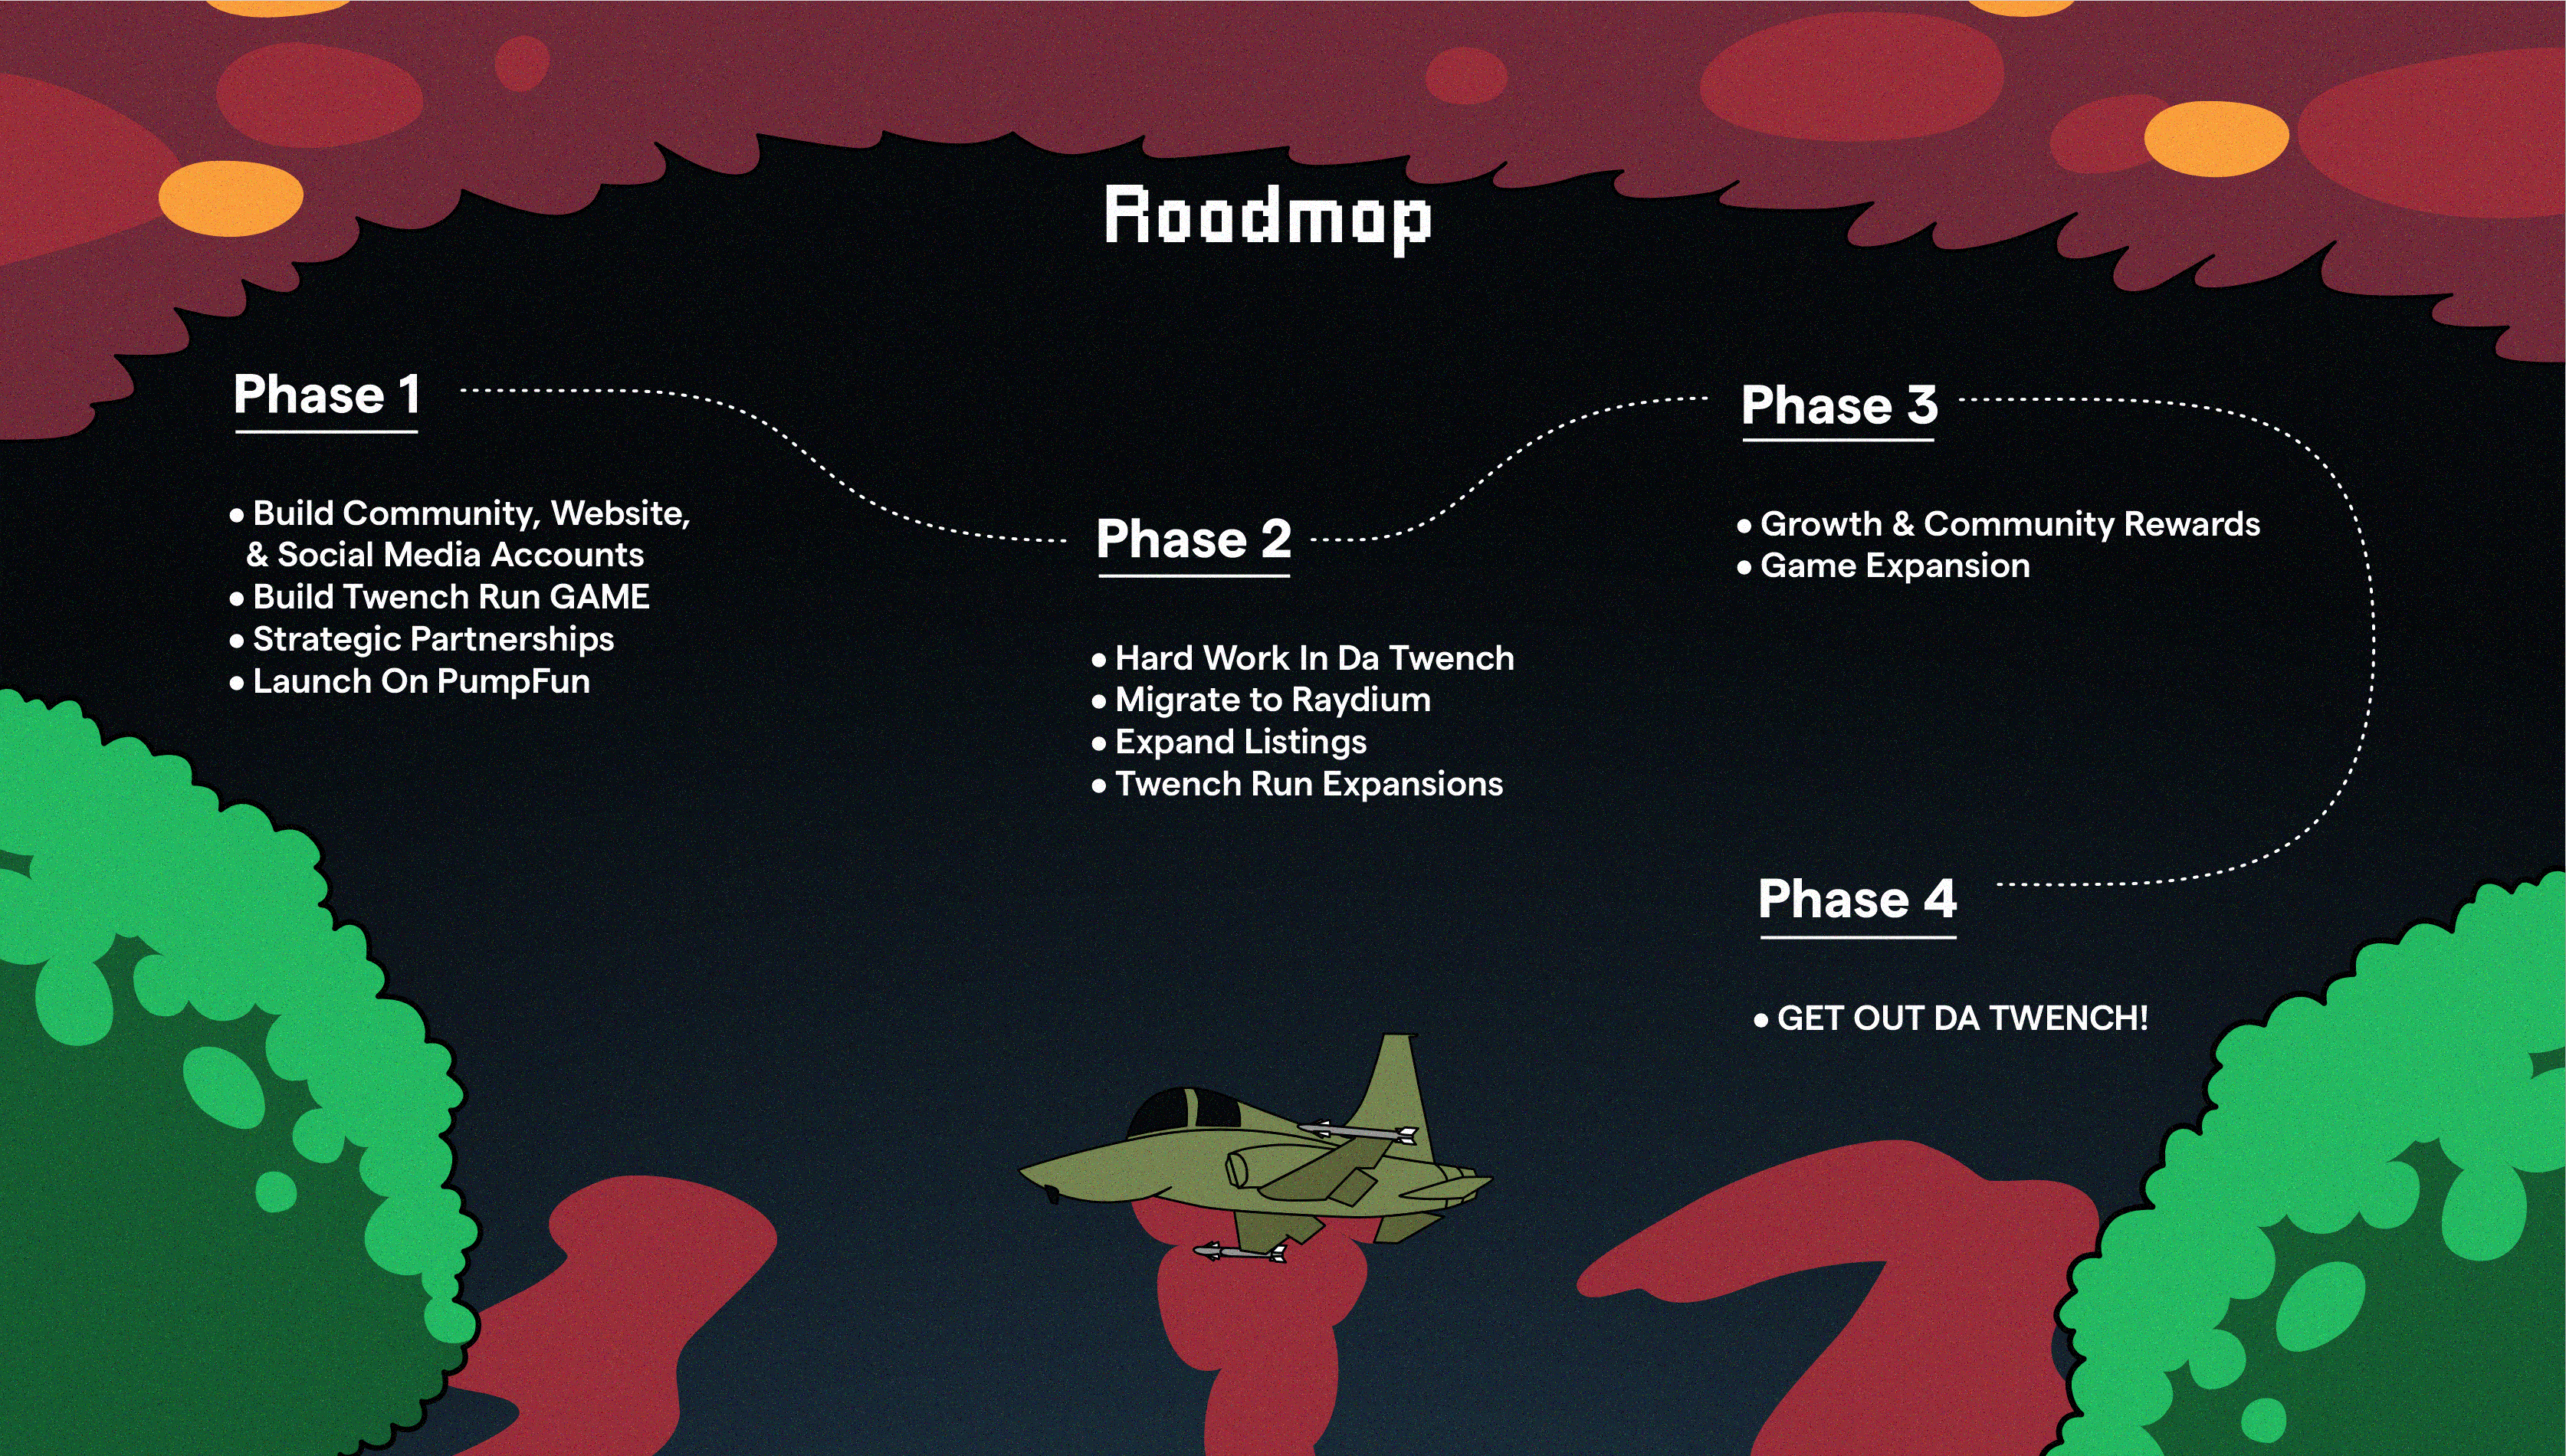 Roadmap
Phase 1
• Build Community, Website,
& Social Media Accounts
• Build Twench Run GAME
• Strategic Partnerships
• Launch On PumpFun
Phase 2
• Hard Work In Da Twench
• Migrate to Raydium
• Expand Listings
• Twench Run Expansions
Phase 3
• Growth & Community Rewards
• Game Expansion
Phase 4
• GET OUT DA TWENCH!